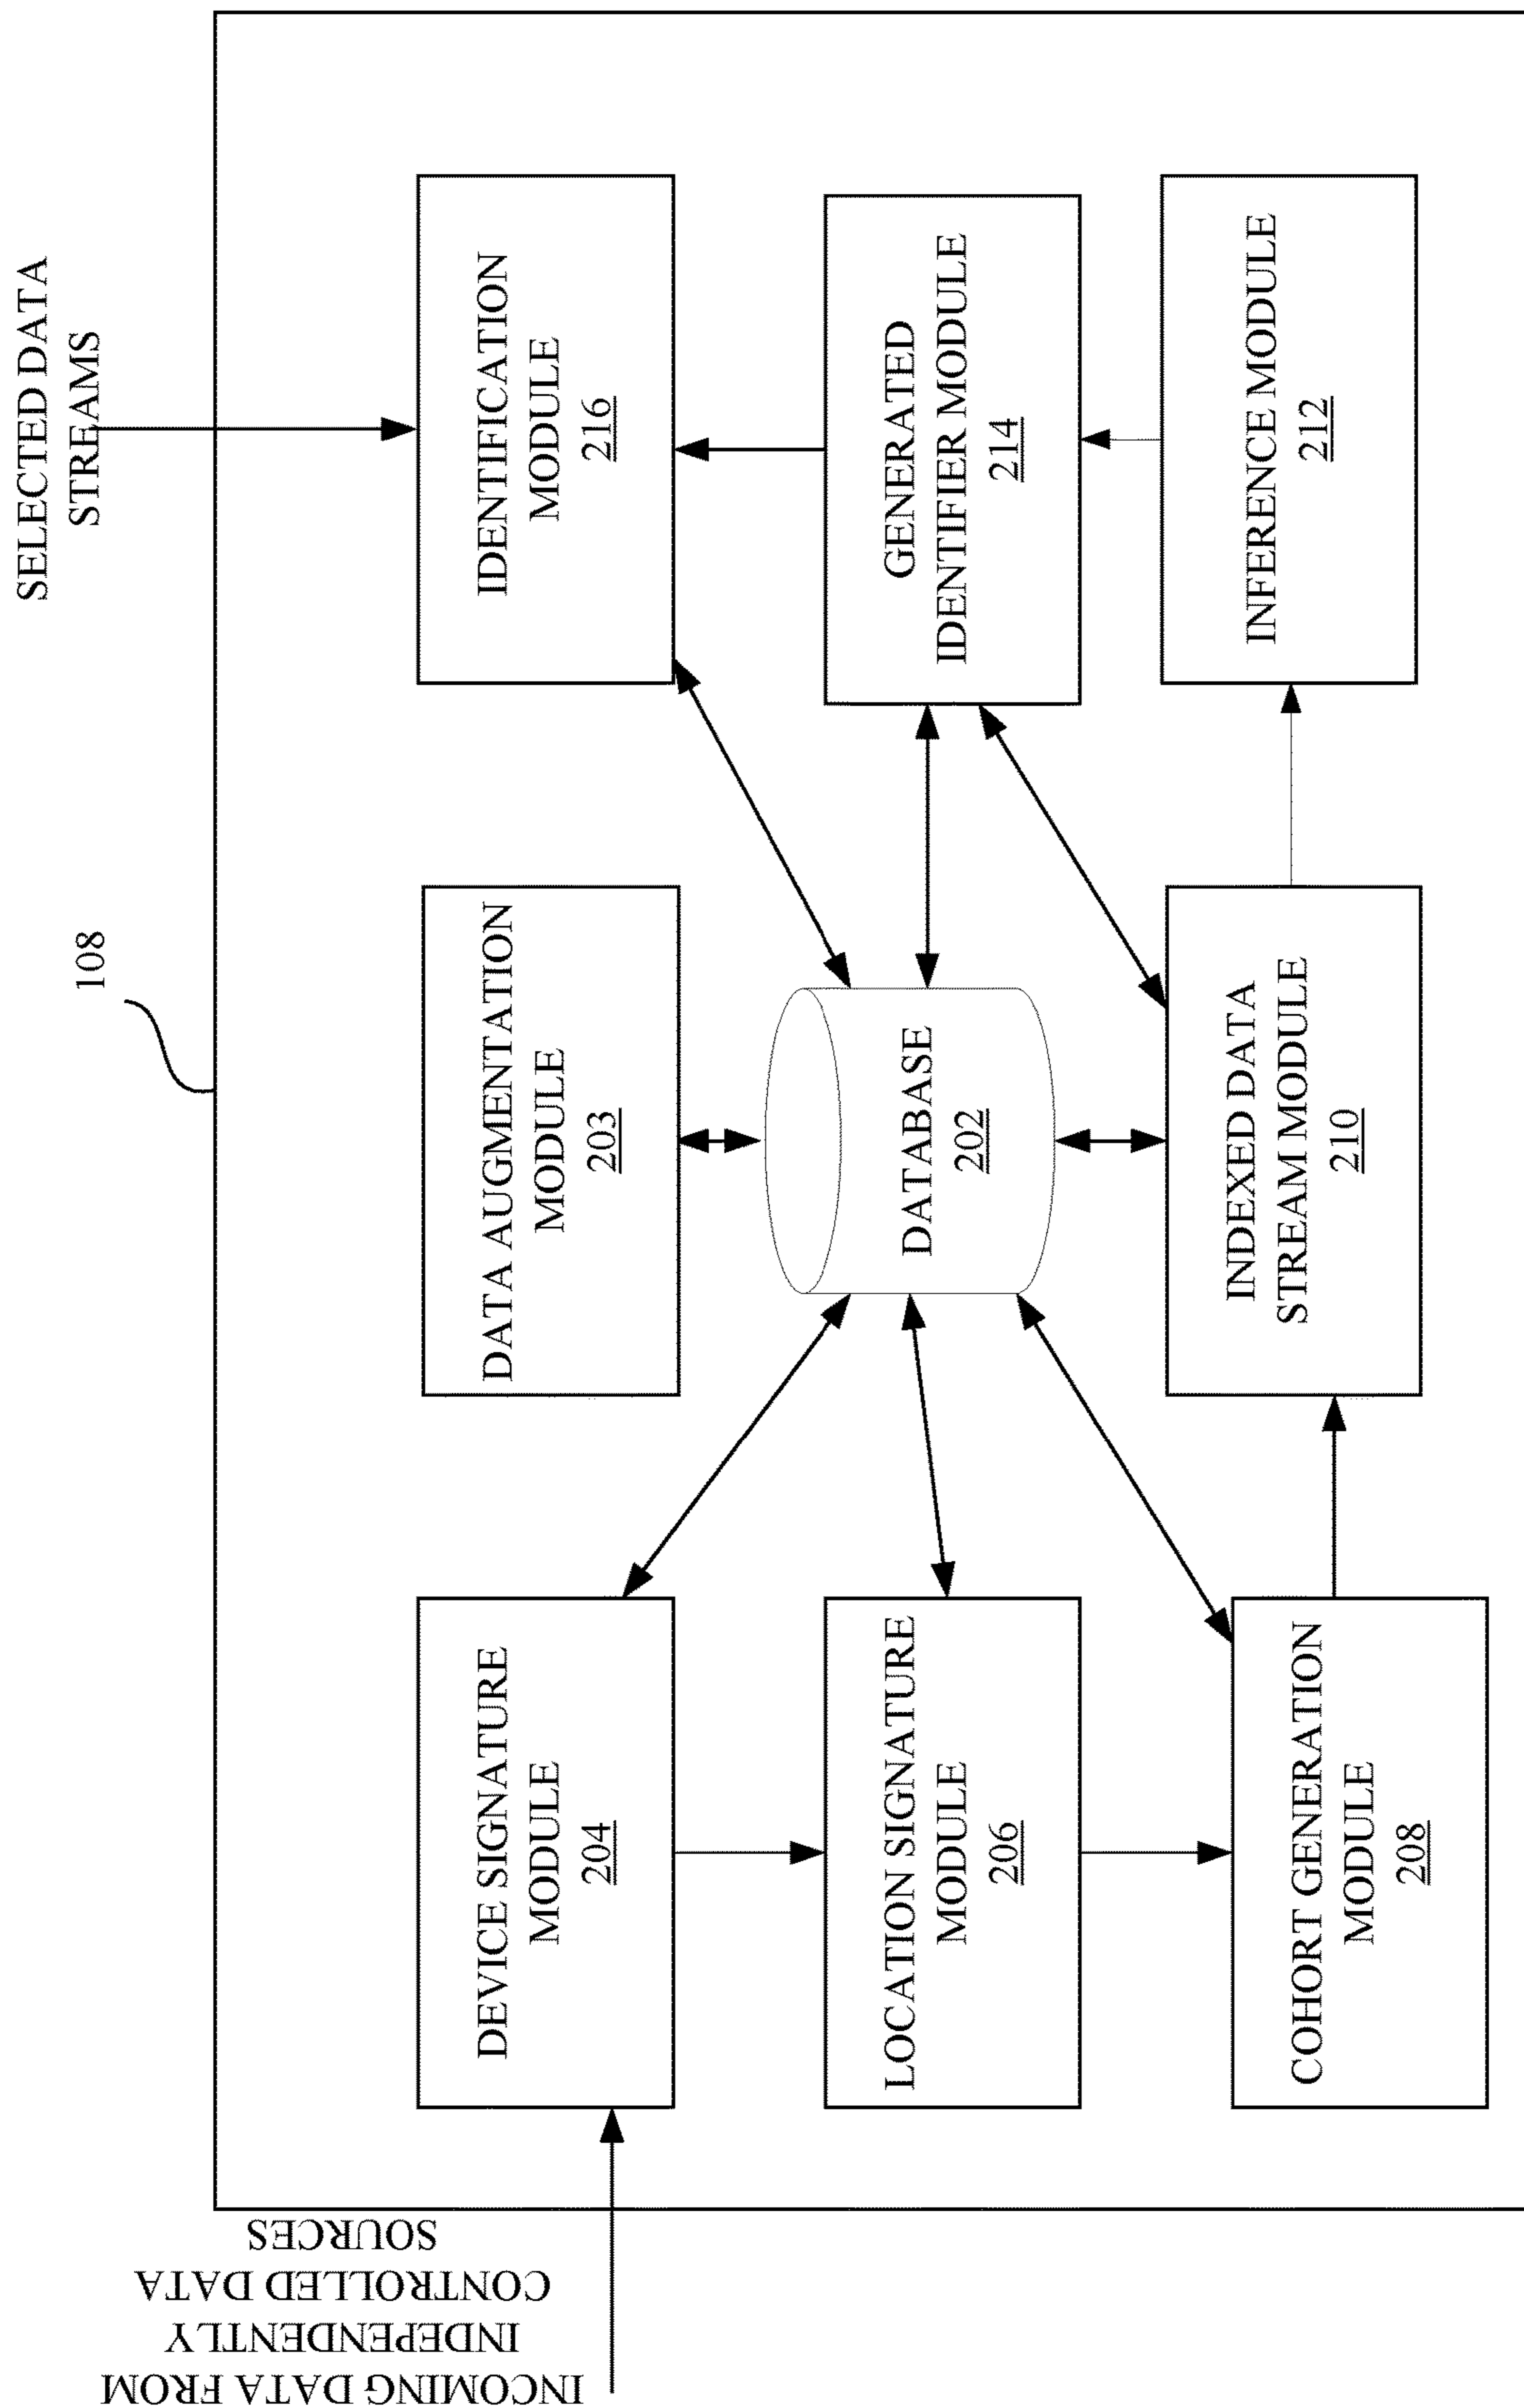 108
SELECTED DATA
STREAMS
INCOMING DATA FROM
INDEPENDENTLY
CONTROLLED DATA
SOURCES
DEVICE SIGNATURE
MODULE
204
DATA AUGMENTATION
MODULE
203
IDENTIFICATION
MODULE
216
LOCATION SIGNATURE
MODULE
206
DATABASE
202
GENERATED
IDENTIFIER MODULE
214
COHORT GENERATION
MODULE
208
INDEXED DATA
STREAM MODULE
210
INFERENCE MODULE
212